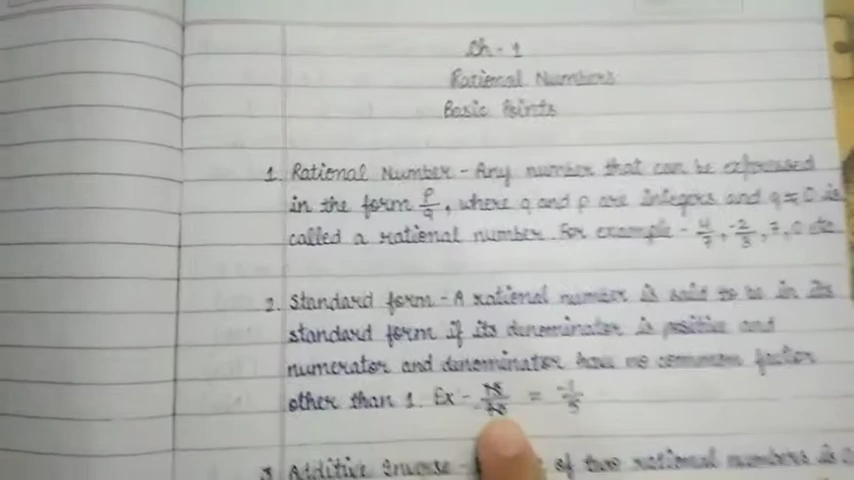 Ch - 1
Rational Numbers
Basic Points
1. Rational Number - Any number that can be expressed
in the form p/q, where q and p are integers and q ≠ 0 is
called a rational number. For example - 4/7, -2/3, 7, 0 etc
2. Standard form - A rational number is said to be in its
standard form if its denominator is positive and
numerator and denominator have no common factor
other than 1. Ex - = -1/5
3 Additive Inverse - of two rational numbers is